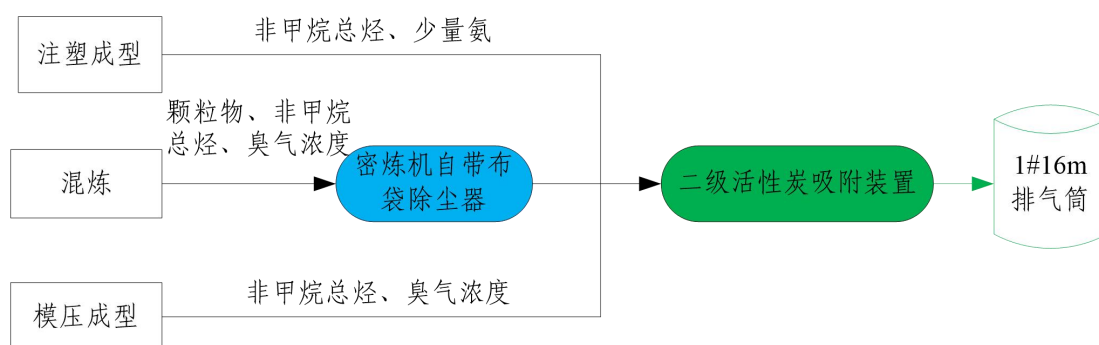 注塑成型
非甲烷总烃、少量氨
颗粒物、非甲烷
总烃、臭气浓度
混炼
密炼机自带布
袋除尘器
二级活性炭吸附装置
1#16m
排气筒
模压成型
非甲烷总烃、臭气浓度